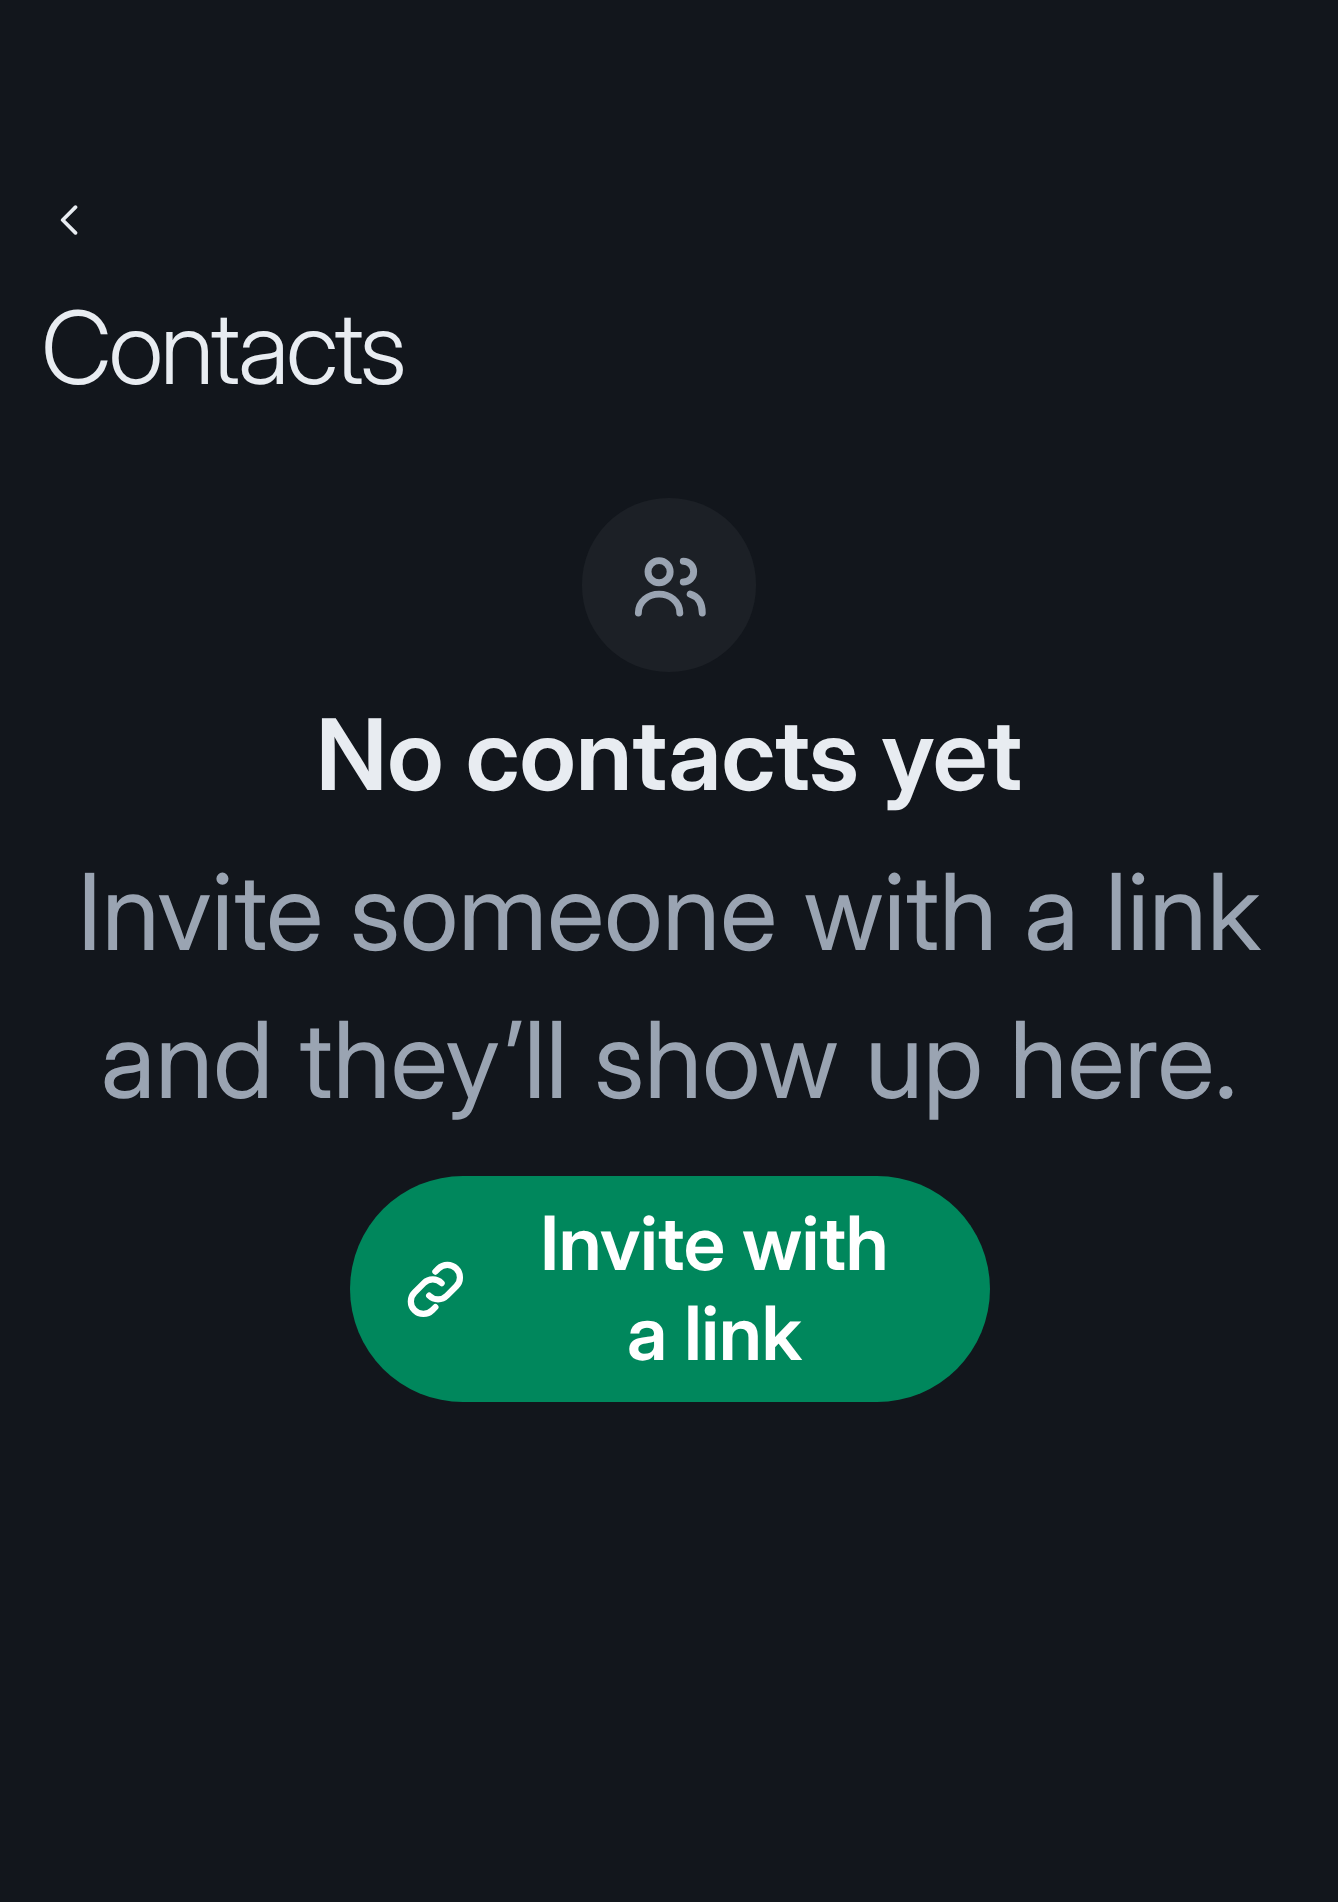 Contacts
No contacts yet
Invite someone with a link
and they’ll show up here.
Invite with
a link